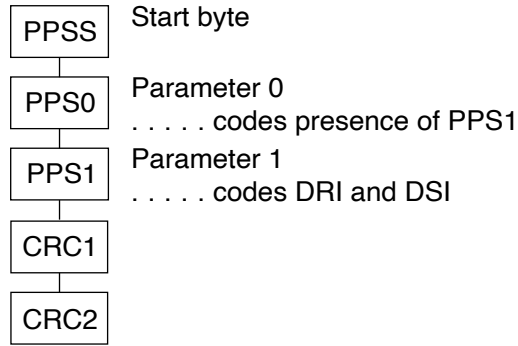 PPSS Start byte
PPS0 Parameter 0
. . . . . codes presence of PPS1
PPS1 Parameter 1
. . . . . codes DRI and DSI
CRC1
CRC2